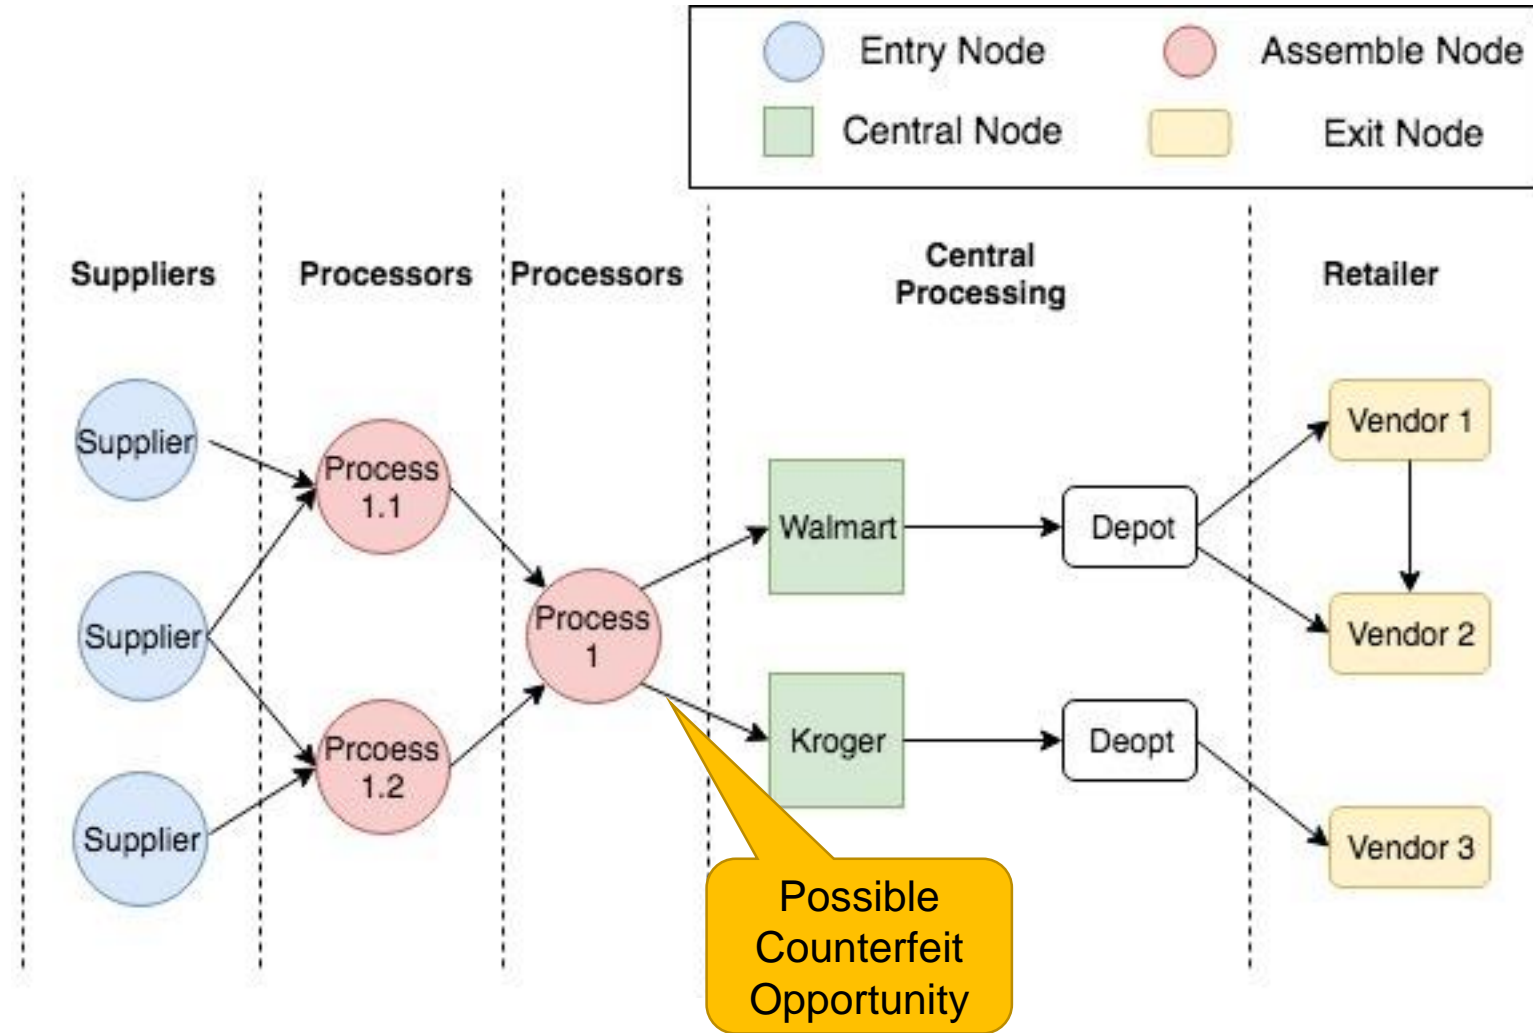 Entry Node
Assemble Node
Central Node
Exit Node
Suppliers
Processors
Processors
Central
Processing
Retailer
Supplier
Supplier
Supplier
Process
1.1
Prcoess
1.2
Process
1
Walmart
Kroger
Depot
Deopt
Vendor 1
Vendor 2
Vendor 3
Possible
Counterfeit
Opportunity